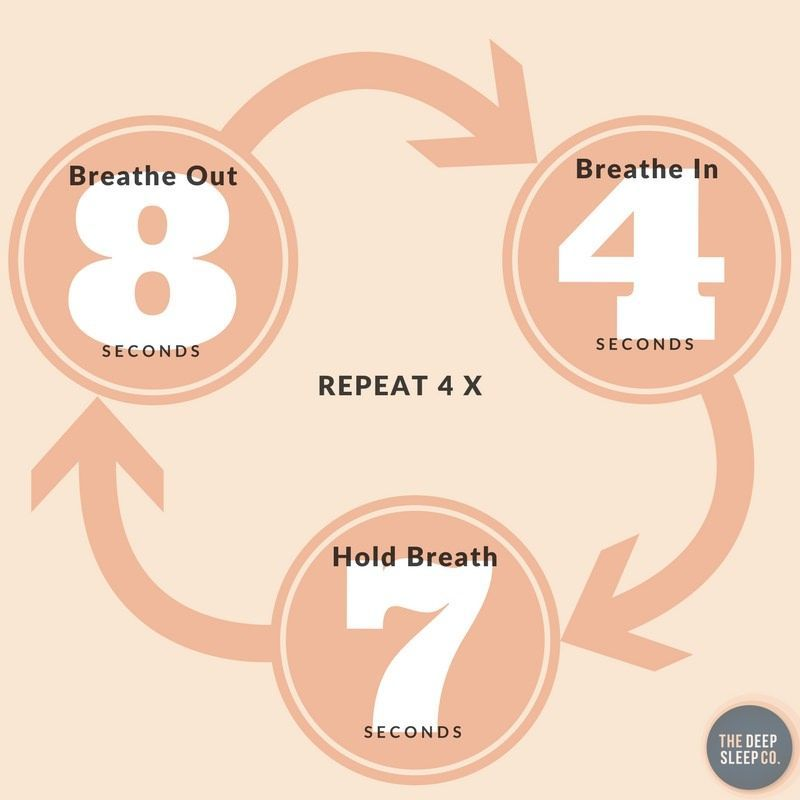 Breathe Out
8
SECONDS
Breathe In
4
SECONDS
REPEAT 4 X
Hold Breath
7
SECONDS
THE DEEP
SLEEP CO.